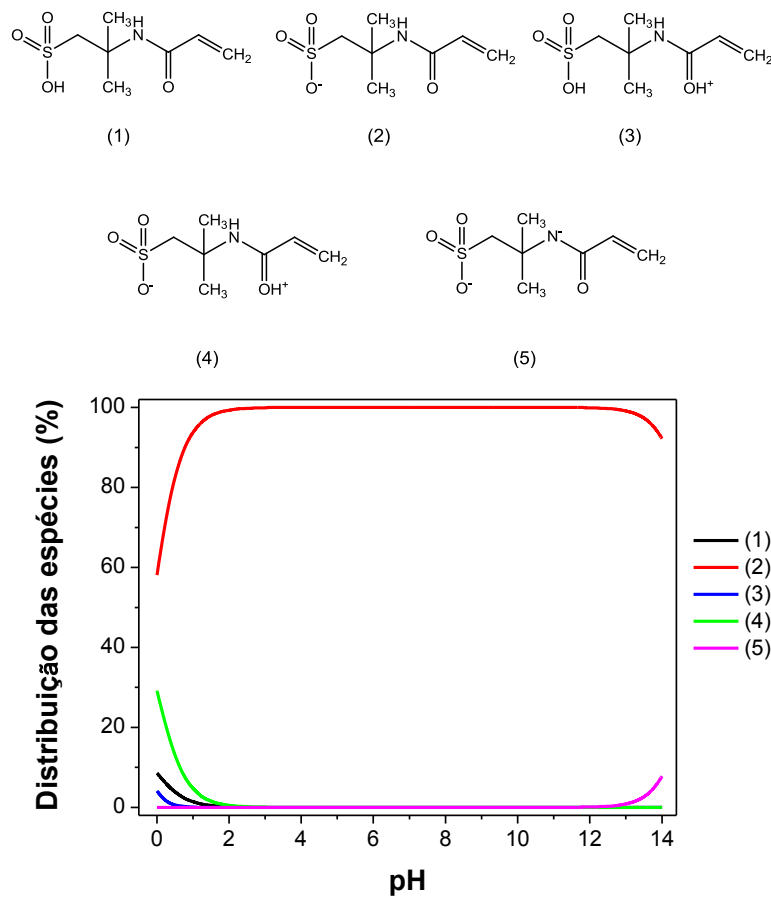 O O H N CH3 S O OH CH3 O CH2
(1)
O O H N CH3 S O- CH3 O CH2
(2)
O O H N CH3 S OH CH3 OH+ CH2
(3)
O O H N CH3 S O- CH3 OH+ CH2
(4)
O O N- CH3 S O- CH3 O CH2
(5)
Distribuição das espécies (%)
100
80
60
40
20
0
0 2 4 6 8 10 12 14
pH
(1)
(2)
(3)
(4)
(5)